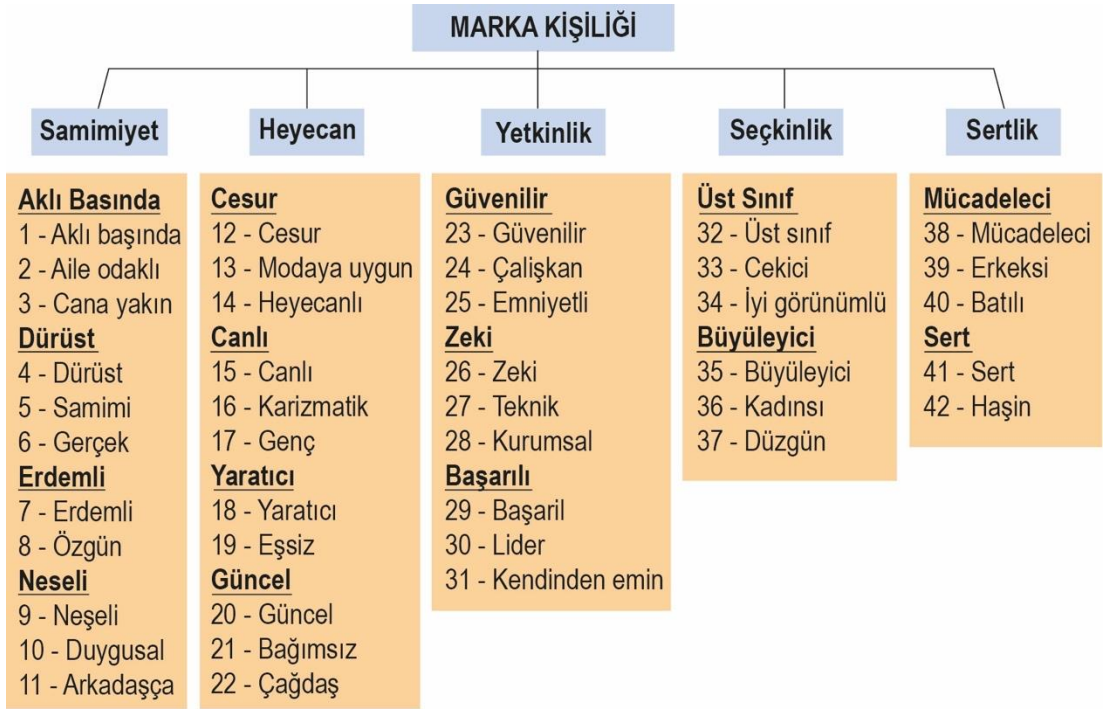 MARKA KİŞİLİĞİ
Samimiyet
Aklı Basında
1 - Aklı başında
2 - Aile odaklı
3 - Cana yakın
Dürüst
4 - Dürüst
5 - Samimi
6 - Gerçek
Erdemli
7 - Erdemli
8 - Özgün
Neseli
9 - Neşeli
10 - Duygusal
11 - Arkadaşça
Heyecan
Cesur
12 - Cesur
13 - Modaya uygun
14 - Heyecanlı
Canlı
15 - Canlı
16 - Karizmatik
17 - Genç
Yaratıcı
18 - Yaratıcı
19 - Eşsiz
Güncel
20 - Güncel
21 - Bağımsız
22 - Çağdaş
Yetkinlik
Güvenilir
23 - Güvenilir
24 - Çalişkan
25 - Emniyetli
Zeki
26 - Zeki
27 - Teknik
28 - Kurumsal
Başarılı
29 - Başaril
30 - Lider
31 - Kendinden emin
Seçkinlik
Üst Sınıf
32 - Üst sınıf
33 - Cekici
34 - İyi görünümlü
Büyüleyici
35 - Büyüleyici
36 - Kadınsı
37 - Düzgün
Sertlik
Mücadeleci
38 - Mücadeleci
39 - Erkeksi
40 - Batılı
Sert
41 - Sert
42 - Haşin